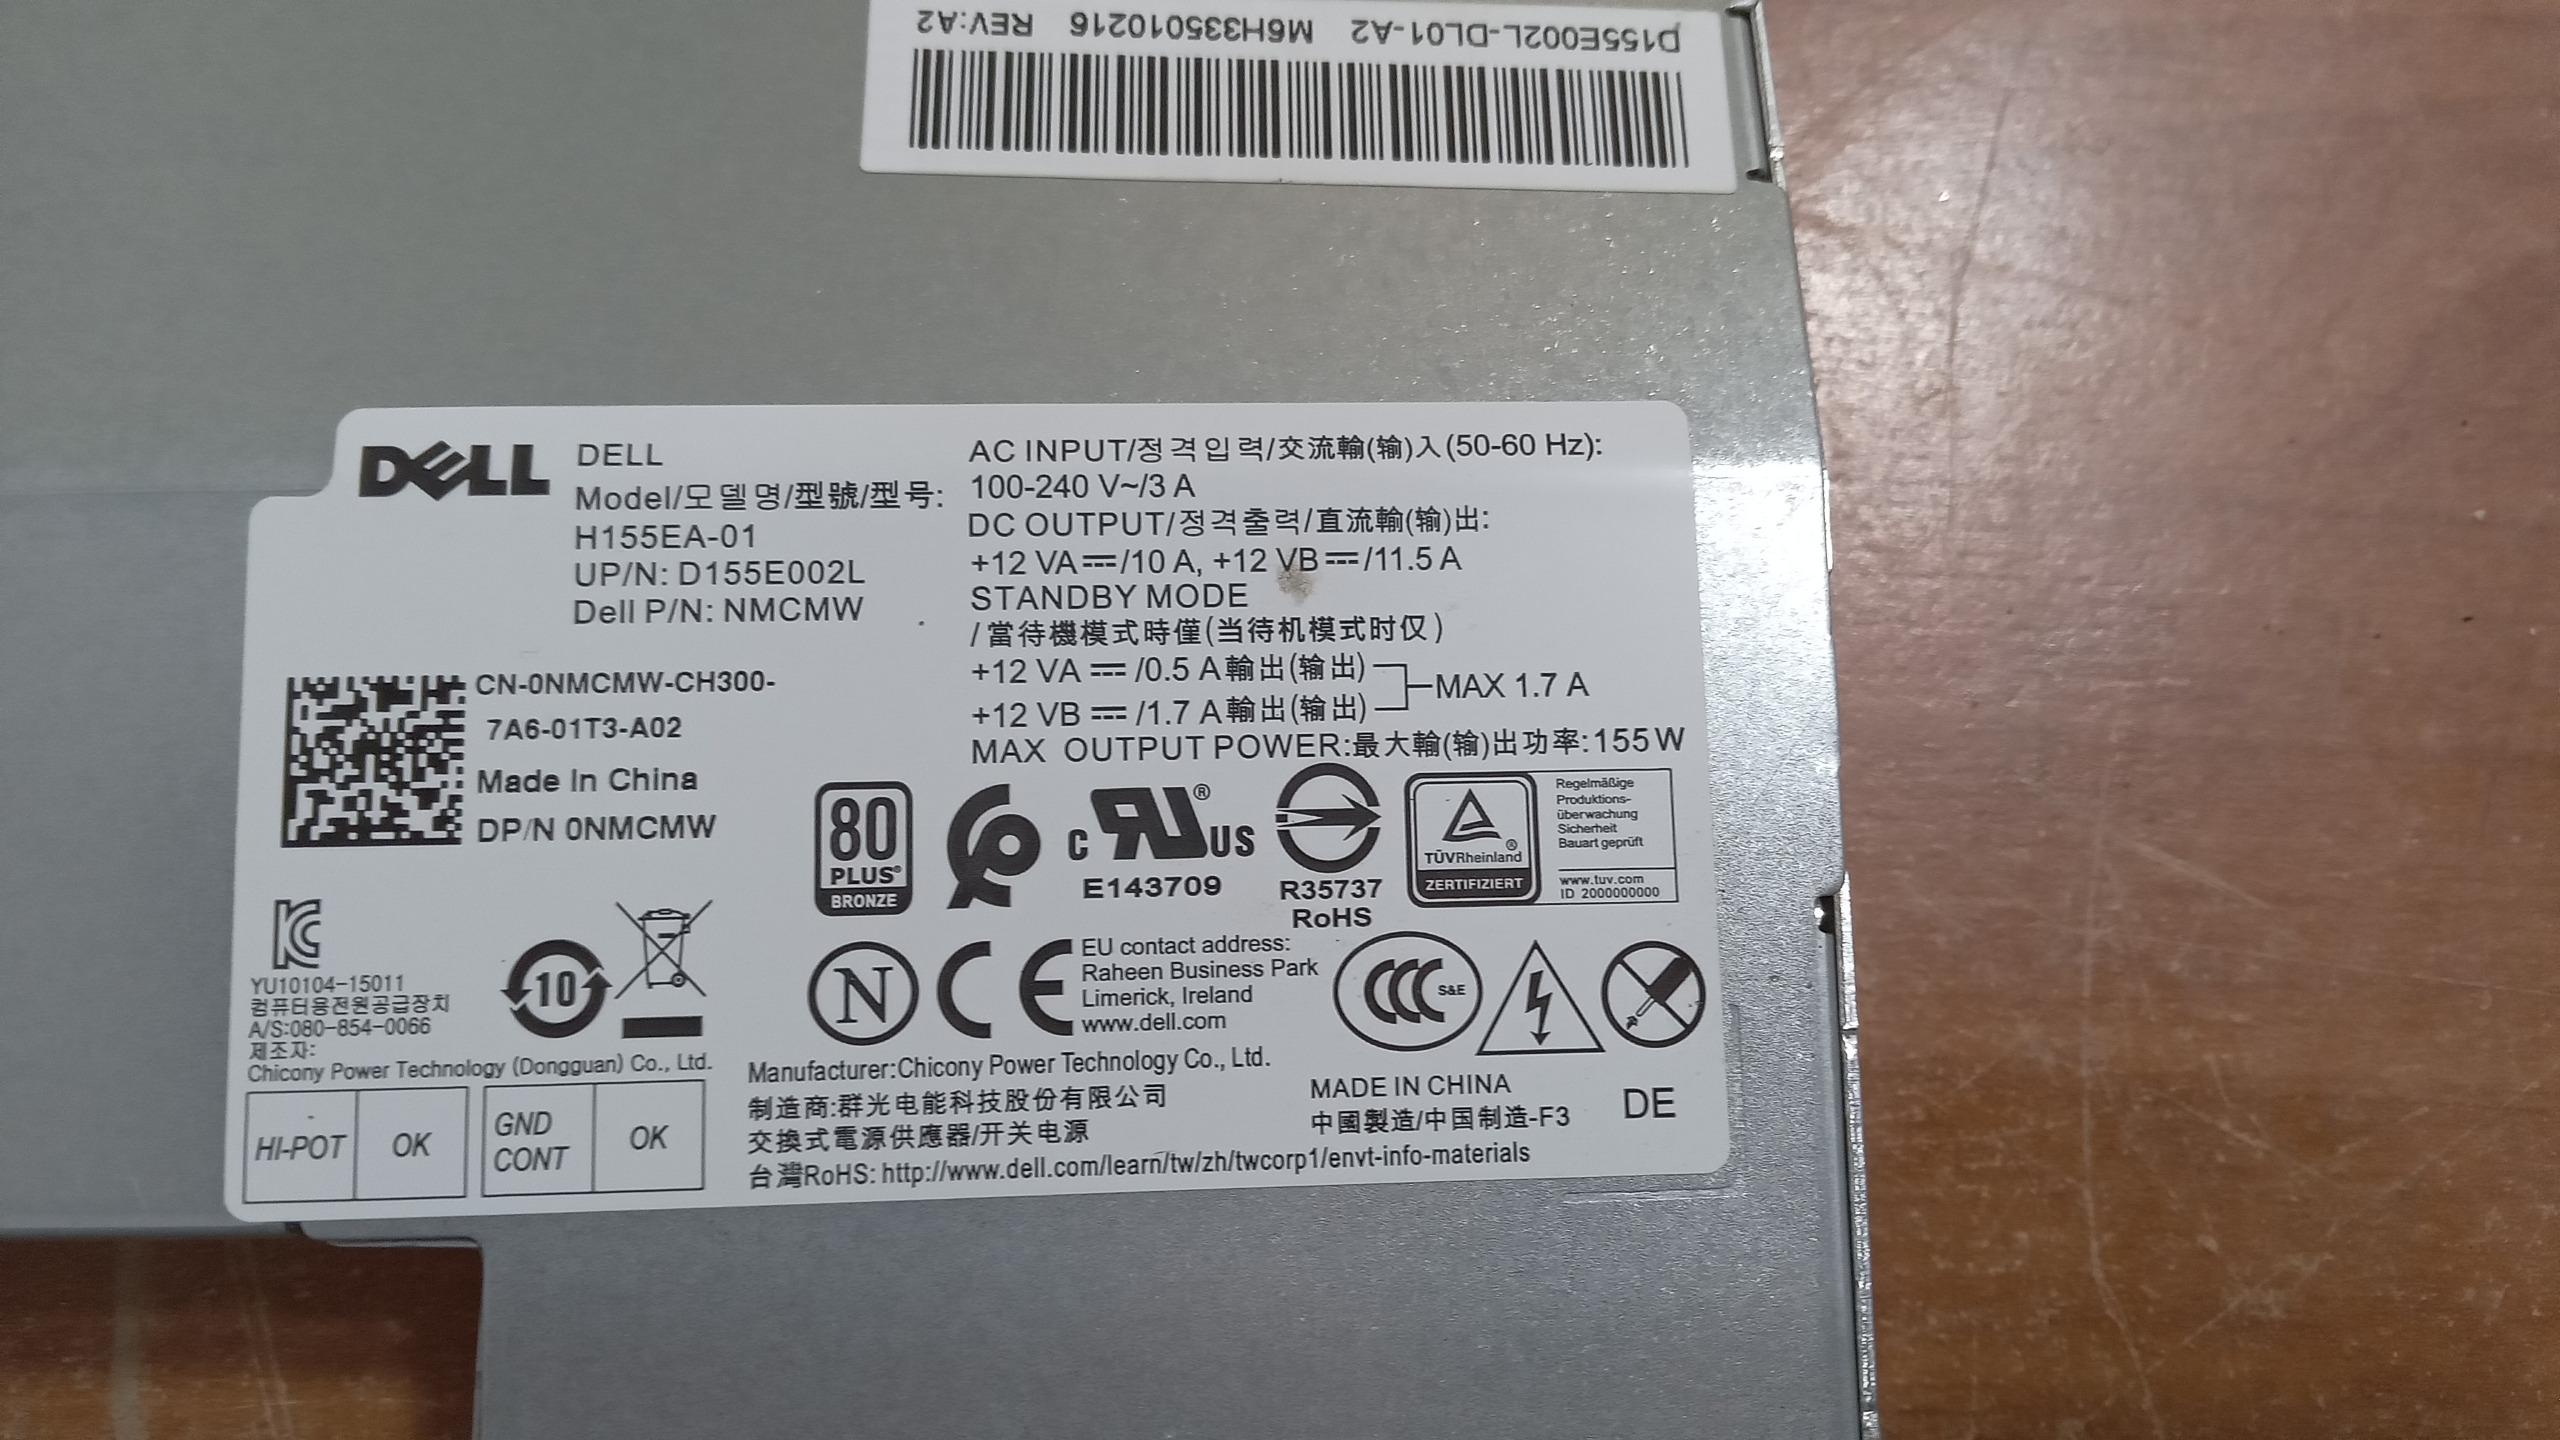 D155E002L-DL01-A2 M6H335010216 REV:A2
DELL
DELL
Model/모델명/型號/型号:
H155EA-01
UP/N: D155E002L
Dell P/N: NMCMW
AC INPUT/정격입력/交流輸(输)入(50-60 Hz):
100-240 V~/3 A
DC OUTPUT/정격출력/直流輸(输)出:
+12 VA⎓/10 A, +12 VB⎓/11.5 A
STANDBY MODE
/當待機模式時僅(当待机模式时仅)
+12 VA ⎓ /0.5 A輸出(输出)
+12 VB ⎓ /1.7 A輸出(输出)
MAX 1.7 A
MAX OUTPUT POWER:最大輸(输)出功率:155W
CN-0NMCMW-CH300-
7A6-01T3-A02
Made In China
DP/N 0NMCMW
80
PLUS®
BRONZE
c RU® US
E143709
R35737
RoHS
TÜVRheinland®
ZERTIFIZIERT
Regelmäßige
Produktions-
überwachung
Sicherheit
Bauart geprüft
www.tuv.com
ID 2000000000
KC
YU10104-15011
컴퓨터용전원공급장치
A/S:080-854-0066
제조자:
Chicony Power Technology (Dongguan) Co., Ltd.
10
N
CE
EU contact address:
Raheen Business Park
Limerick, Ireland
www.dell.com
CCC S&E
HI-POT OK
GND CONT OK
Manufacturer:Chicony Power Technology Co., Ltd.
制造商:群光电能科技股份有限公司
交換式電源供應器/开关电源
台灣RoHS: http://www.dell.com/learn/tw/zh/twcorp1/envt-info-materials
MADE IN CHINA
中國製造/中国制造-F3
DE